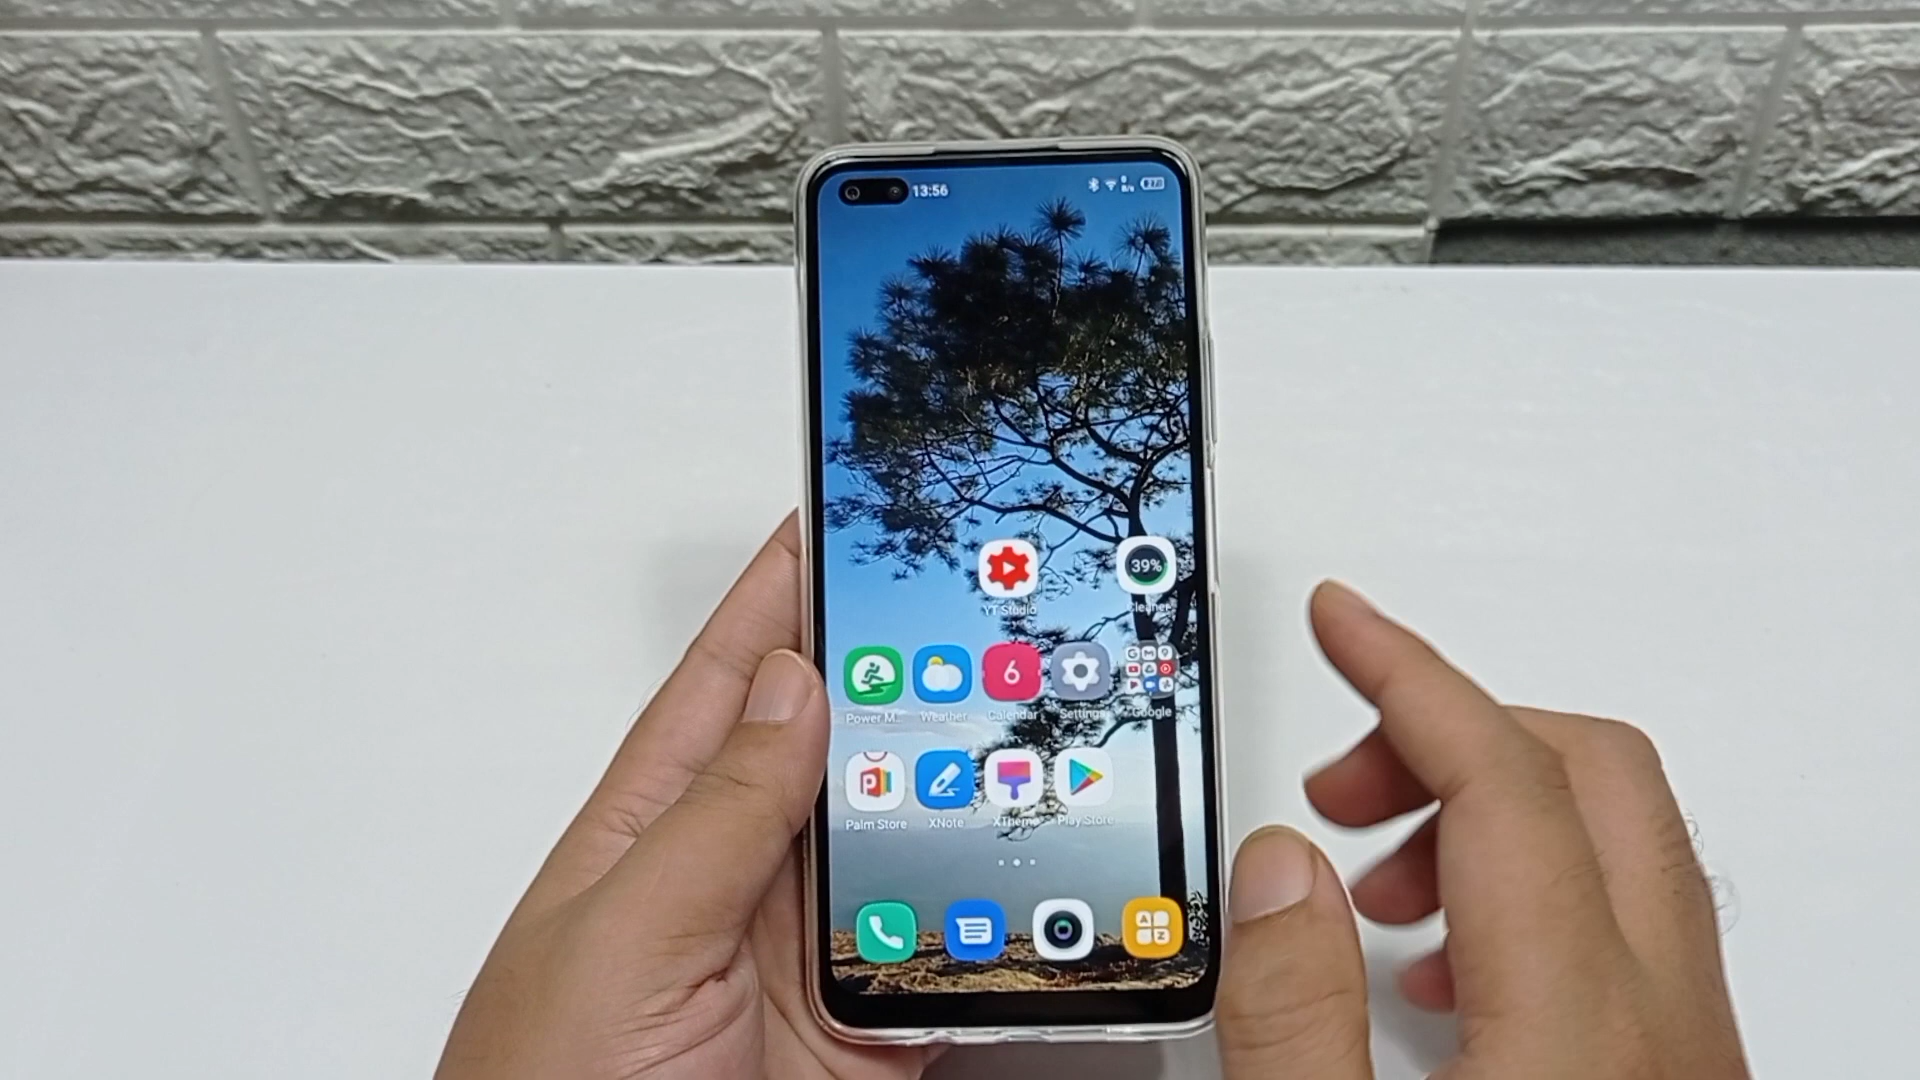 13:56
YT Studio
39%
Cleaner
Power M...
Weather
6
Calendar
Settings
Google
Palm Store
XNote
XTheme
Play Store
A
Z